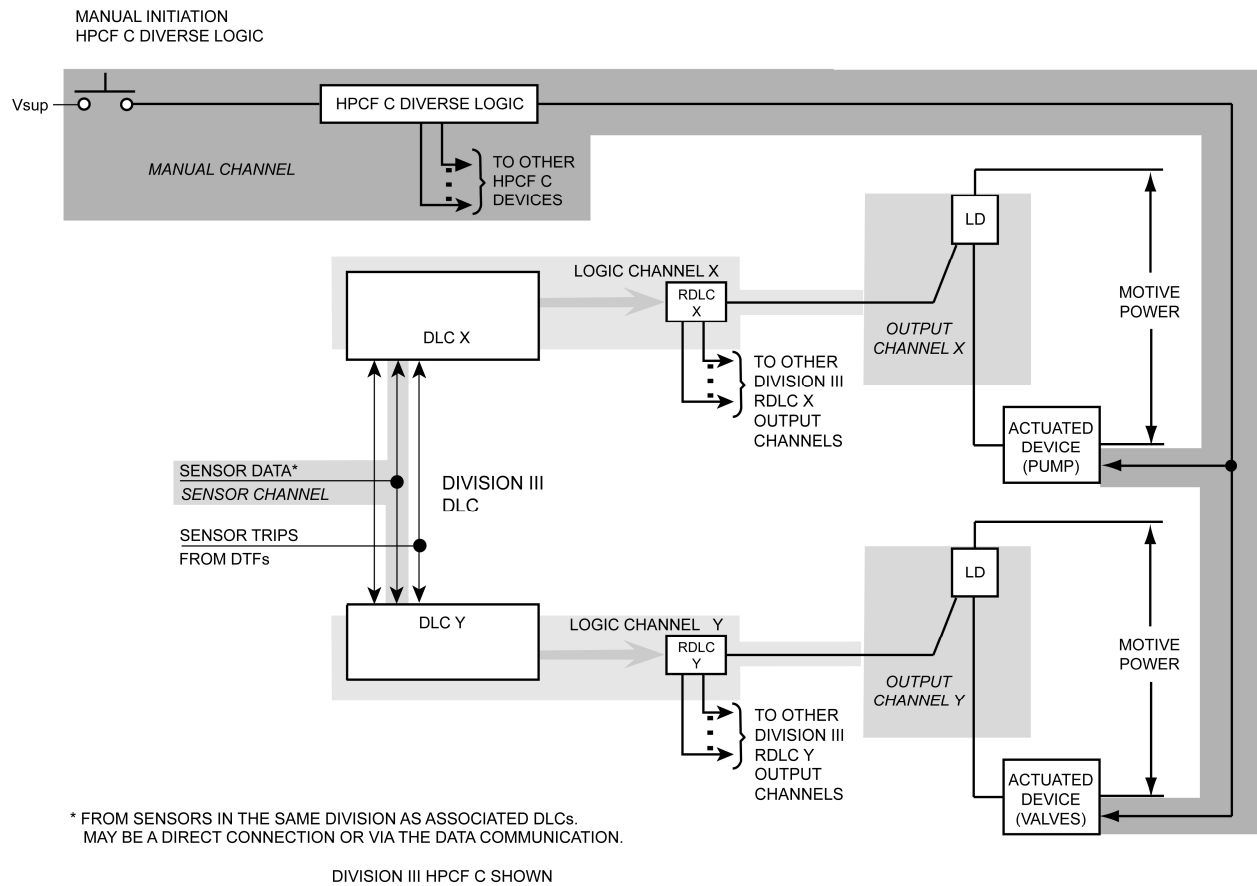 MANUAL INITIATION
HPCF C DIVERSE LOGIC
Vsup
HPCF C DIVERSE LOGIC
MANUAL CHANNEL
TO OTHER
HPCF C
DEVICES
LD
LOGIC CHANNEL X
RDLC
X
MOTIVE
POWER
DLC X
OUTPUT
CHANNEL X
TO OTHER
DIVISION III
RDLC X
OUTPUT
CHANNELS
ACTUATED
DEVICE
(PUMP)
SENSOR DATA*
SENSOR CHANNEL
DIVISION III
DLC
SENSOR TRIPS
FROM DTFs
LD
DLC Y
LOGIC CHANNEL Y
RDLC
Y
MOTIVE
POWER
OUTPUT
CHANNEL Y
TO OTHER
DIVISION III
RDLC Y
OUTPUT
CHANNELS
ACTUATED
DEVICE
(VALVES)
* FROM SENSORS IN THE SAME DIVISION AS ASSOCIATED DLCs.
MAY BE A DIRECT CONNECTION OR VIA THE DATA COMMUNICATION.
DIVISION III HPCF C SHOWN